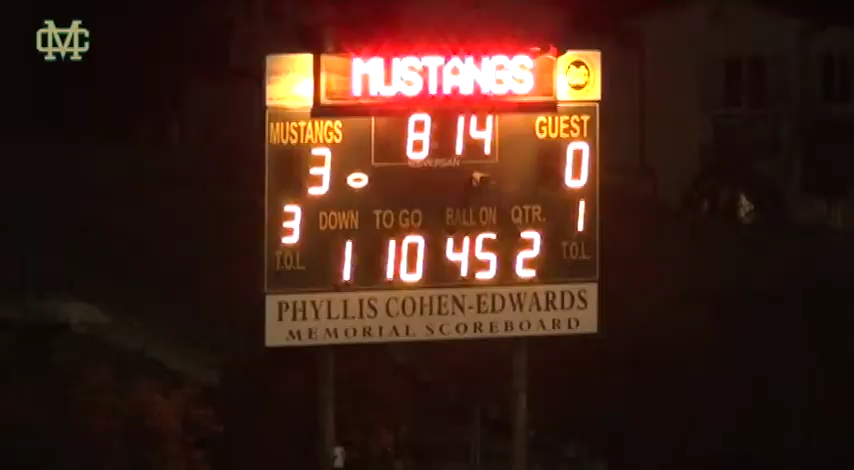 MC
MUSTANGS
MUSTANGS 8 14 GUEST
3 0
3 DOWN TO GO BALL ON QTR. 1
T.O.L. 1 10 45 2 T.O.L.
PHYLLIS COHEN-EDWARDS
MEMORIAL SCOREBOARD